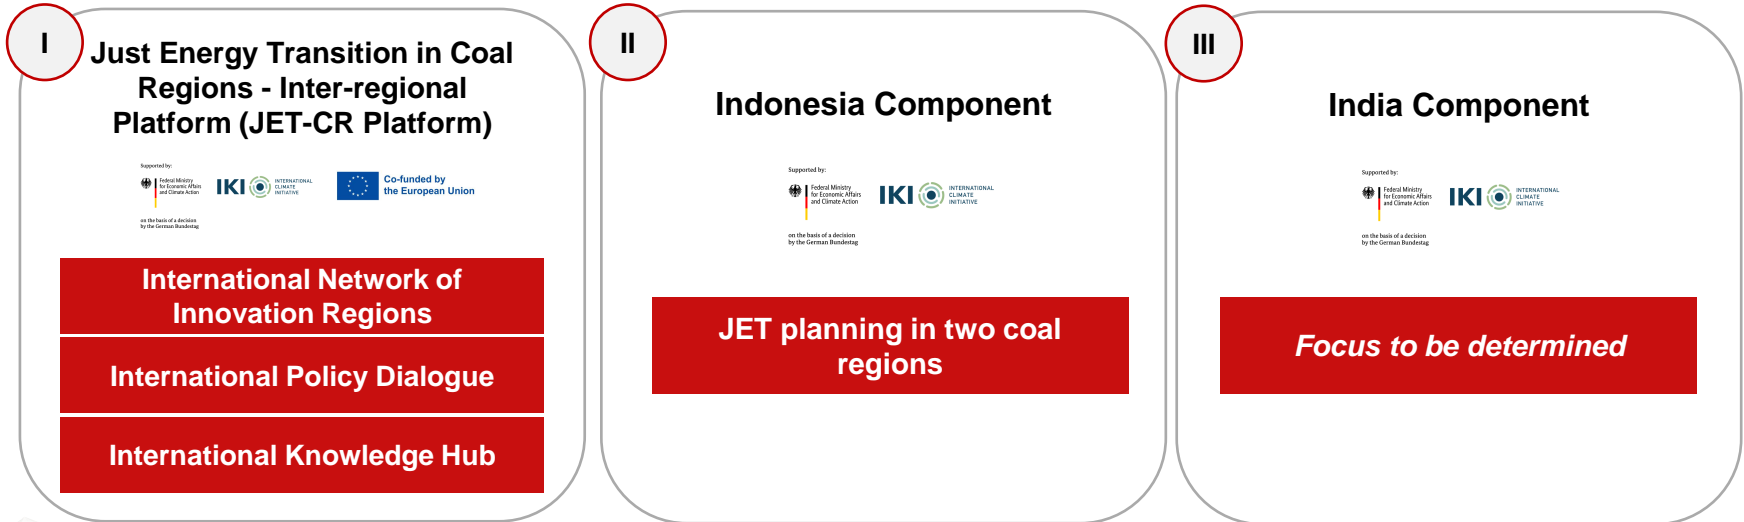 I
Just Energy Transition in Coal
Regions - Inter-regional
Platform (JET-CR Platform)
Supported by:
Federal Ministry
for Economic Affairs
and Climate Action
IKI
INTERNATIONAL
CLIMATE
INITIATIVE
Co-funded by
the European Union
on the basis of a decision
by the German Bundestag
International Network of
Innovation Regions
International Policy Dialogue
International Knowledge Hub
II
Indonesia Component
Supported by:
Federal Ministry
for Economic Affairs
and Climate Action
IKI
INTERNATIONAL
CLIMATE
INITIATIVE
on the basis of a decision
by the German Bundestag
JET planning in two coal
regions
III
India Component
Supported by:
Federal Ministry
for Economic Affairs
and Climate Action
IKI
INTERNATIONAL
CLIMATE
INITIATIVE
on the basis of a decision
by the German Bundestag
Focus to be determined